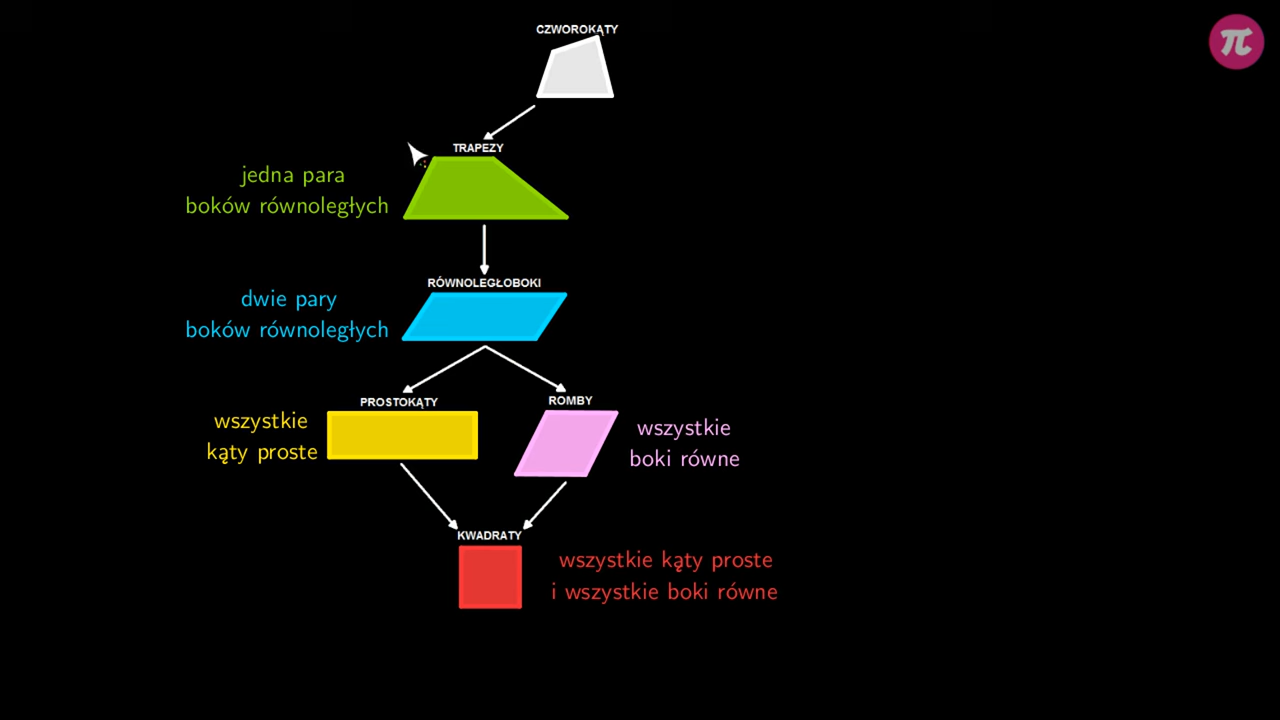 CZWOROKĄTY
π
TRAPEZY
jedna para
boków równoległych
RÓWNOLEGŁOBOKI
dwie pary
boków równoległych
PROSTOKĄTY
ROMBY
wszystkie
kąty proste
wszystkie
boki równe
KWADRATY
wszystkie kąty proste
i wszystkie boki równe